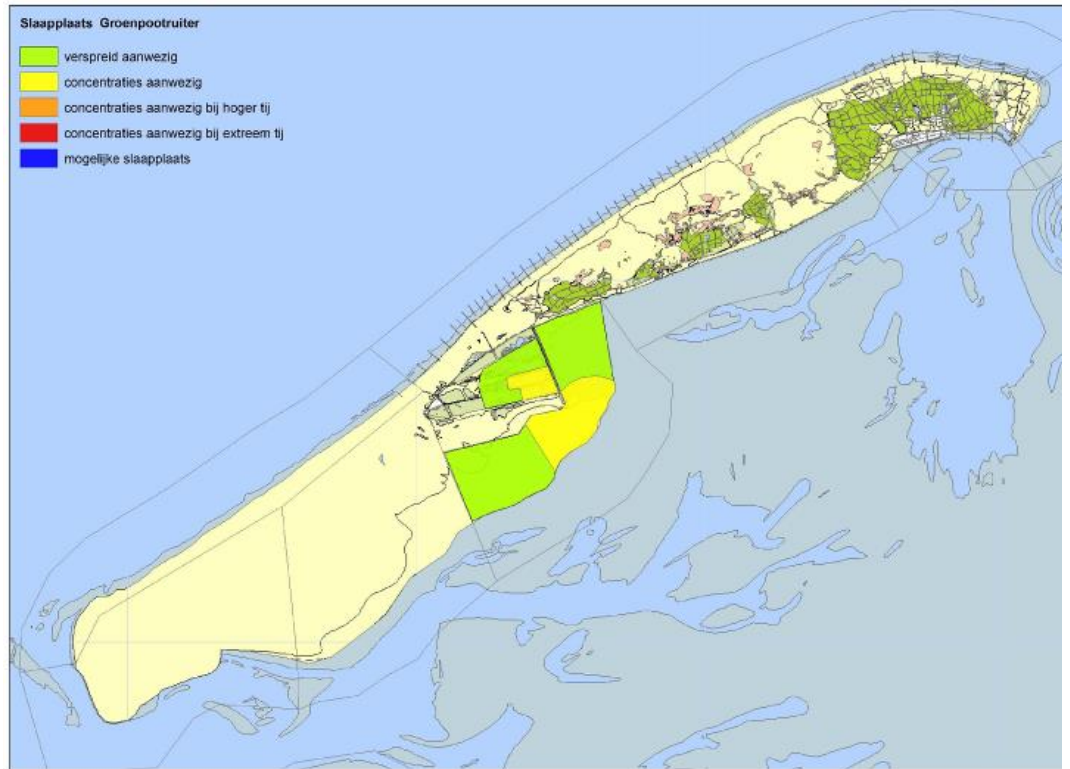 Slaapplaats Groenpootruiter
verspreid aanwezig
concentraties aanwezig
concentraties aanwezig bij hoger tij
concentraties aanwezig bij extreem tij
mogelijke slaapplaats